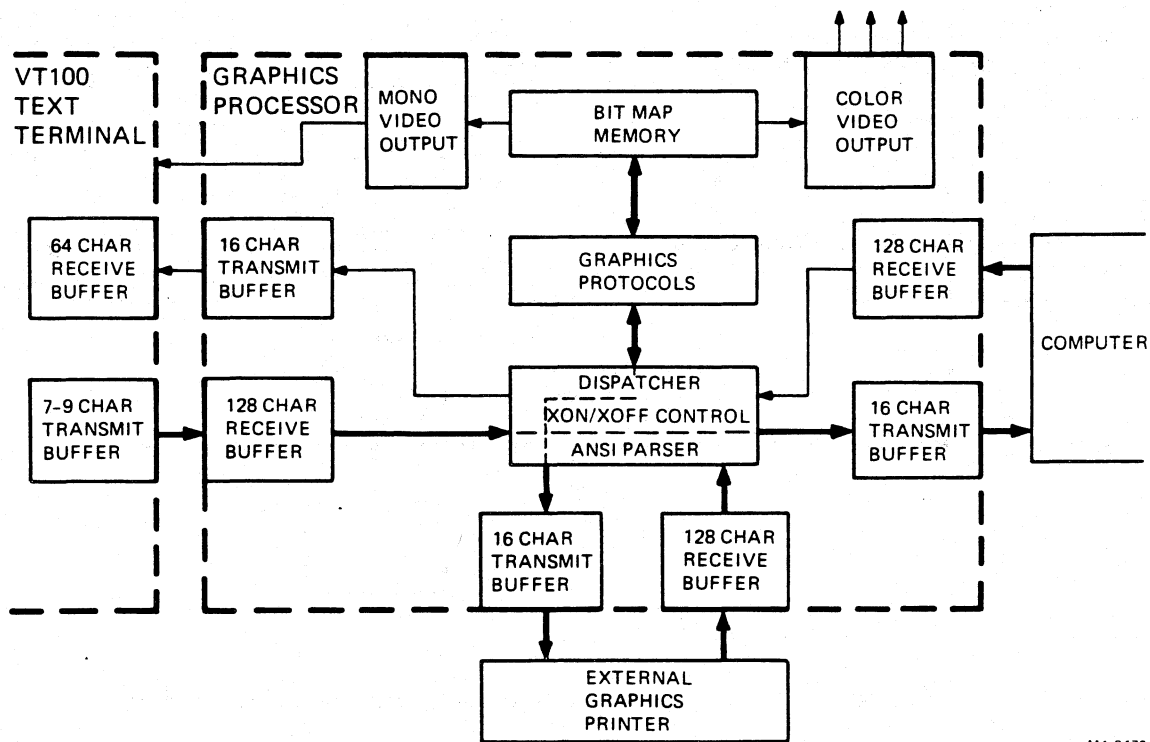 VT100
TEXT
TERMINAL
GRAPHICS
PROCESSOR
MONO
VIDEO
OUTPUT
BIT MAP
MEMORY
COLOR
VIDEO
OUTPUT
64 CHAR
RECEIVE
BUFFER
16 CHAR
TRANSMIT
BUFFER
GRAPHICS
PROTOCOLS
128 CHAR
RECEIVE
BUFFER
COMPUTER
7-9 CHAR
TRANSMIT
BUFFER
128 CHAR
RECEIVE
BUFFER
DISPATCHER
XON/XOFF CONTROL
ANSI PARSER
16 CHAR
TRANSMIT
BUFFER
16 CHAR
TRANSMIT
BUFFER
128 CHAR
RECEIVE
BUFFER
EXTERNAL
GRAPHICS
PRINTER